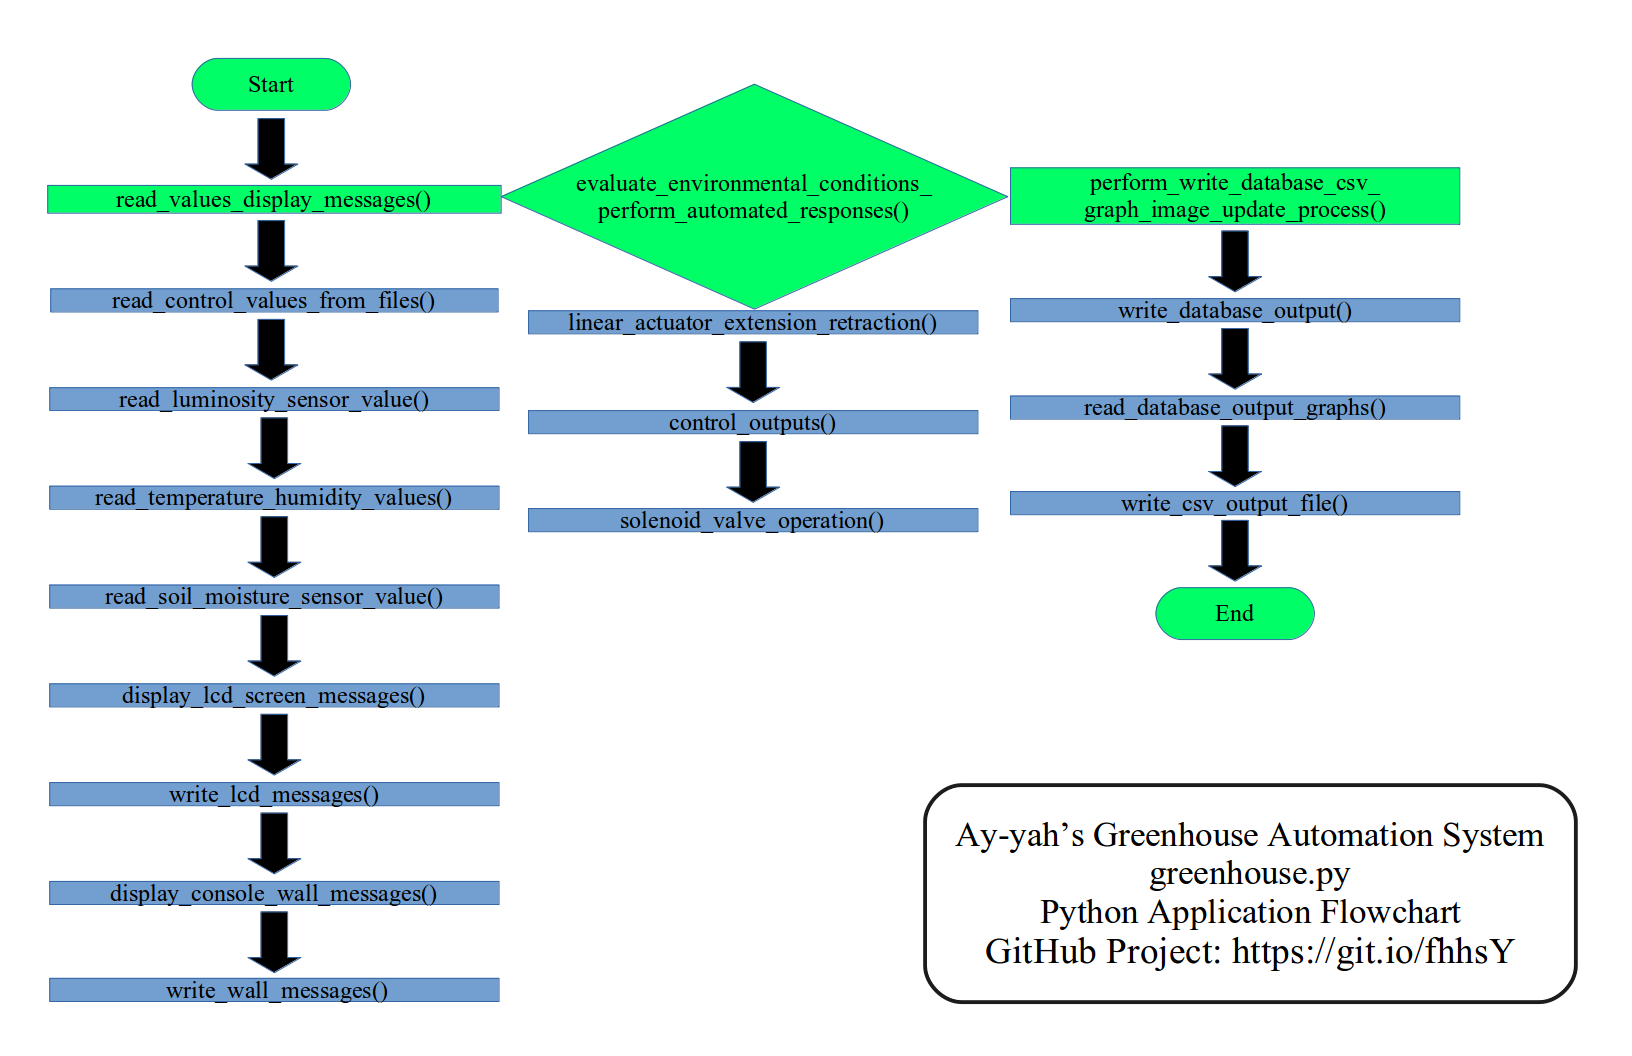 Start
read_values_display_messages()
read_control_values_from_files()
read_luminosity_sensor_value()
read_temperature_humidity_values()
read_soil_moisture_sensor_value()
display_lcd_screen_messages()
write_lcd_messages()
display_console_wall_messages()
write_wall_messages()
evaluate_environmental_conditions_
perform_automated_responses()
linear_actuator_extension_retraction()
control_outputs()
solenoid_valve_operation()
perform_write_database_csv_
graph_image_update_process()
write_database_output()
read_database_output_graphs()
write_csv_output_file()
End
Ay-yah’s Greenhouse Automation System
greenhouse.py
Python Application Flowchart
GitHub Project: https://git.io/fhhsY